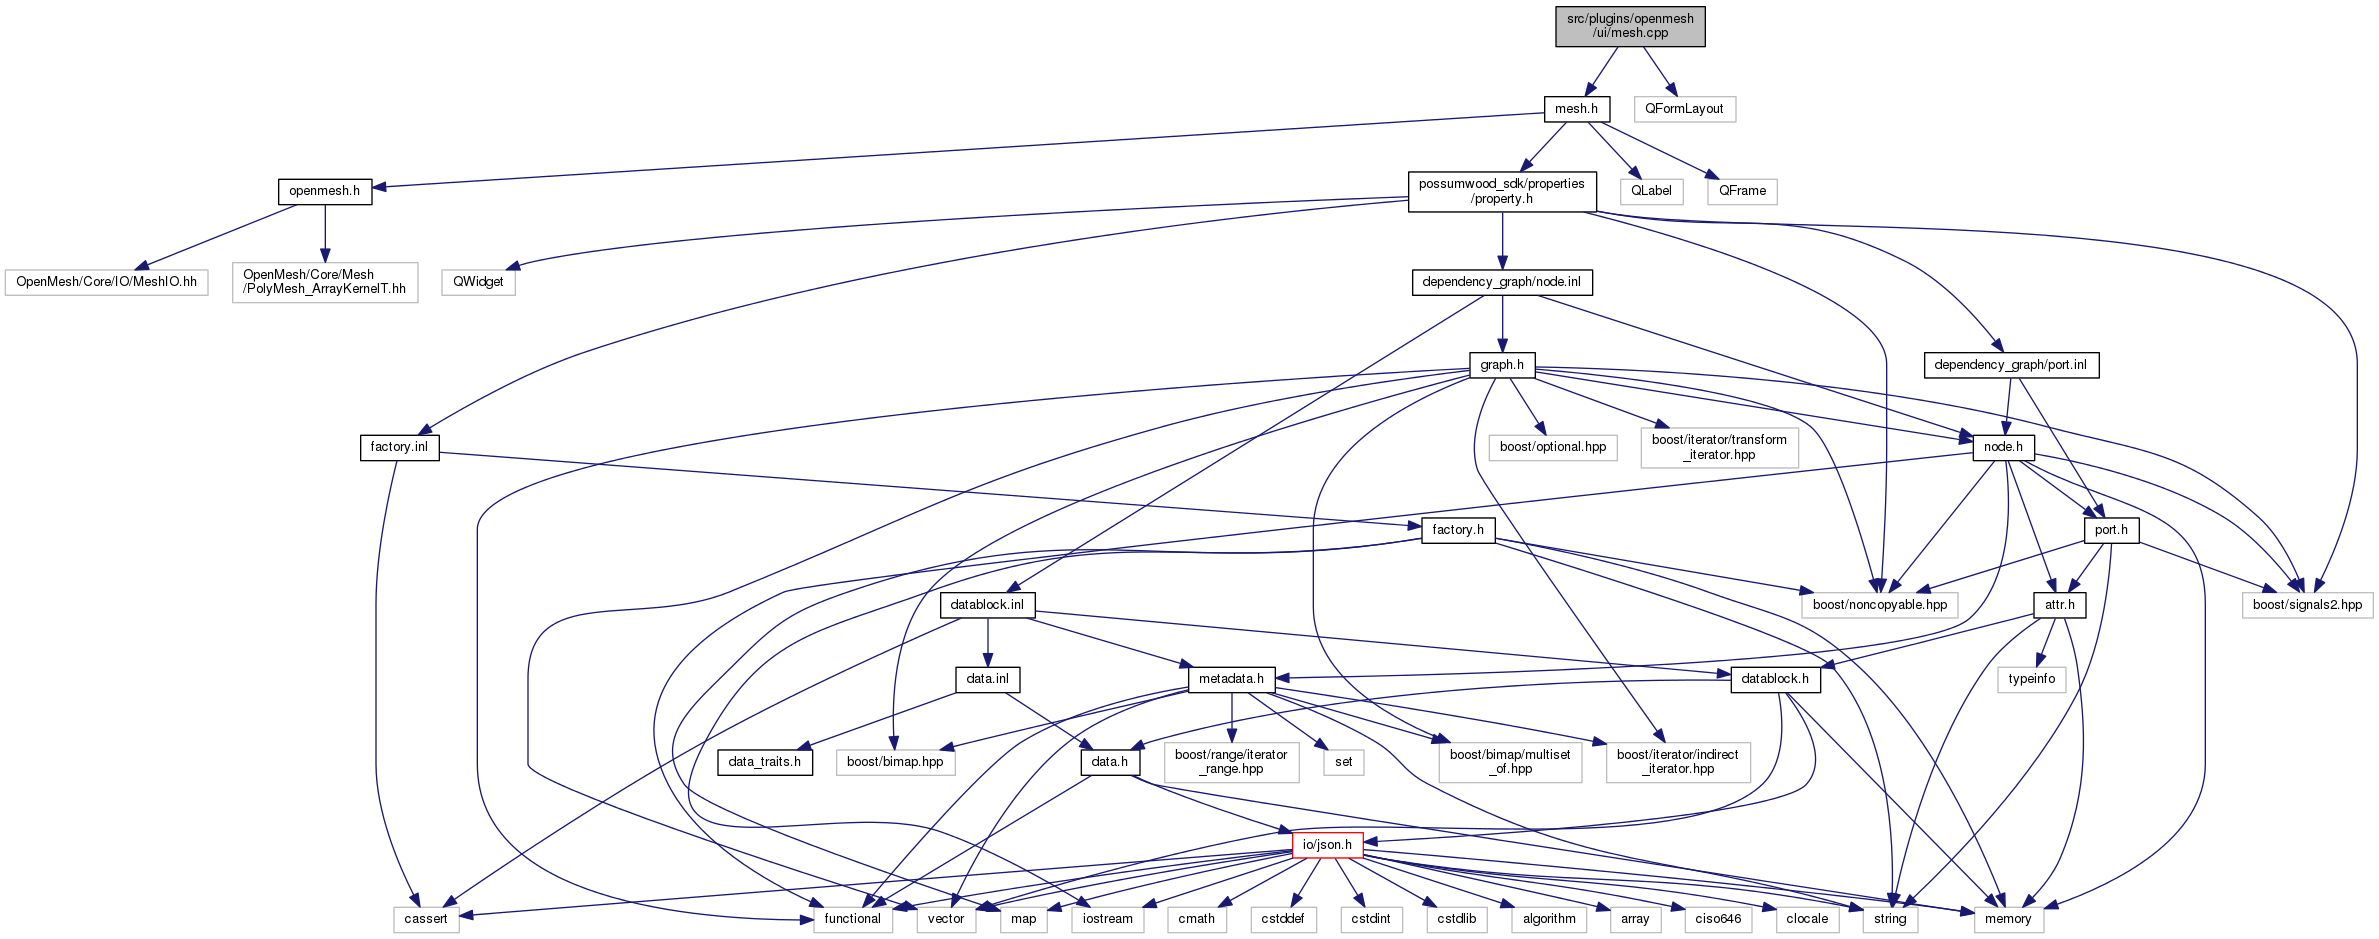 src/plugins/openmesh
/ui/mesh.cpp
mesh.h
QFormLayout
openmesh.h
possumwood_sdk/properties
/property.h
QLabel
QFrame
OpenMesh/Core/IO/MeshIO.hh
OpenMesh/Core/Mesh
/PolyMesh_ArrayKernelT.hh
QWidget
dependency_graph/node.inl
graph.h
dependency_graph/port.inl
factory.inl
boost/optional.hpp
boost/iterator/transform
_iterator.hpp
node.h
factory.h
port.h
datablock.inl
boost/noncopyable.hpp
attr.h
boost/signals2.hpp
data.inl
metadata.h
datablock.h
typeinfo
data_traits.h
boost/bimap.hpp
data.h
boost/range/iterator
_range.hpp
set
boost/bimap/multiset
_of.hpp
boost/iterator/indirect
_iterator.hpp
io/json.h
cassert
functional
vector
map
iostream
cmath
cstddef
cstdint
cstdlib
algorithm
array
ciso646
clocale
string
memory